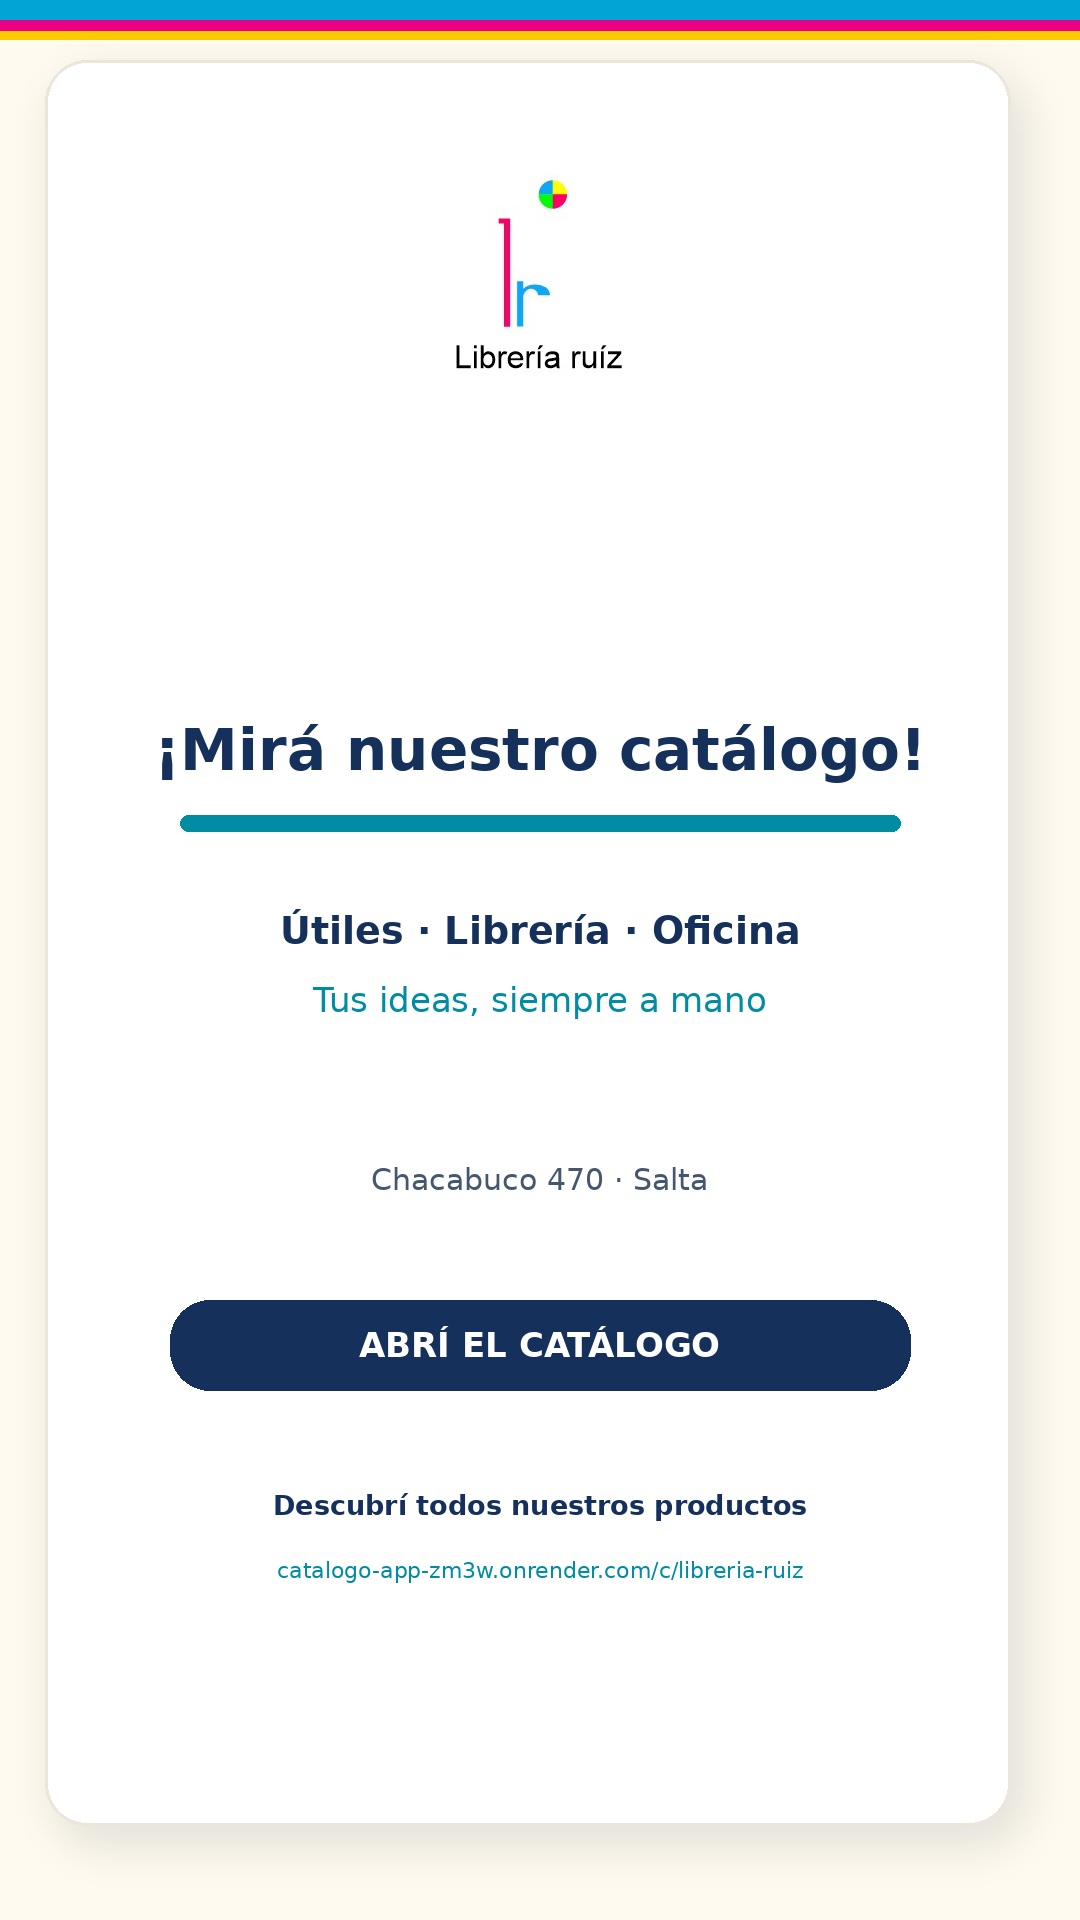 lr
Librería ruíz
¡Mirá nuestro catálogo!
Útiles · Librería · Oficina
Tus ideas, siempre a mano
Chacabuco 470 · Salta
ABRÍ EL CATÁLOGO
Descubrí todos nuestros productos
catalogo-app-zm3w.onrender.com/c/libreria-ruiz